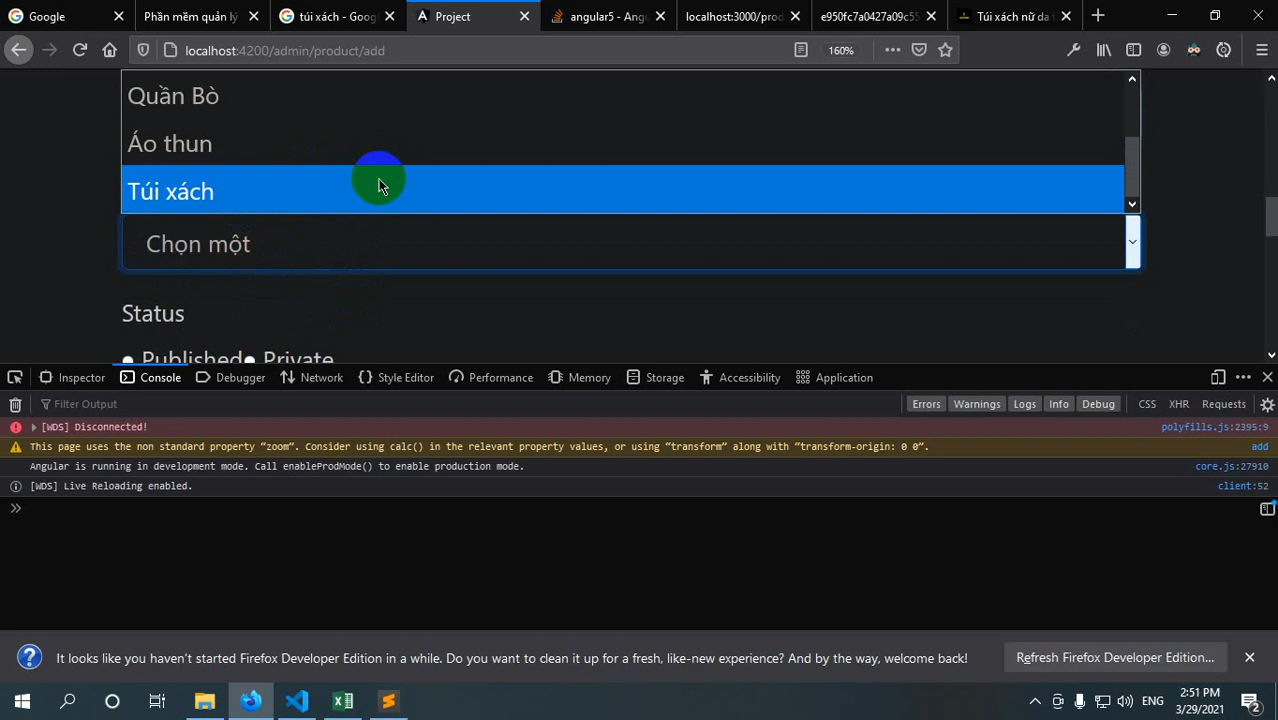 Google
Phần mềm quản lý
túi xách - Goog
Project
angular5 - Angu
localhost:3000/prod
e950fc7a0427a09c55
Túi xách nữ da t
localhost:4200/admin/product/add
160%
Quần Bò
Áo thun
Túi xách
Chọn một
Status
Published
Private
Inspector
Console
Debugger
Network
Style Editor
Performance
Memory
Storage
Accessibility
Application
Filter Output
Errors
Warnings
Logs
Info
Debug
CSS
XHR
Requests
[WDS] Disconnected!
polyfills.js:2395:9
This page uses the non standard property “zoom”. Consider using calc() in the relevant property values, or using “transform” along with “transform-origin: 0 0”.
add
Angular is running in development mode. Call enableProdMode() to enable production mode.
core.js:27910
[WDS] Live Reloading enabled.
client:52
It looks like you haven't started Firefox Developer Edition in a while. Do you want to clean it up for a fresh, like-new experience? And by the way, welcome back!
Refresh Firefox Developer Edition...
ENG
2:51 PM
3/29/2021
2